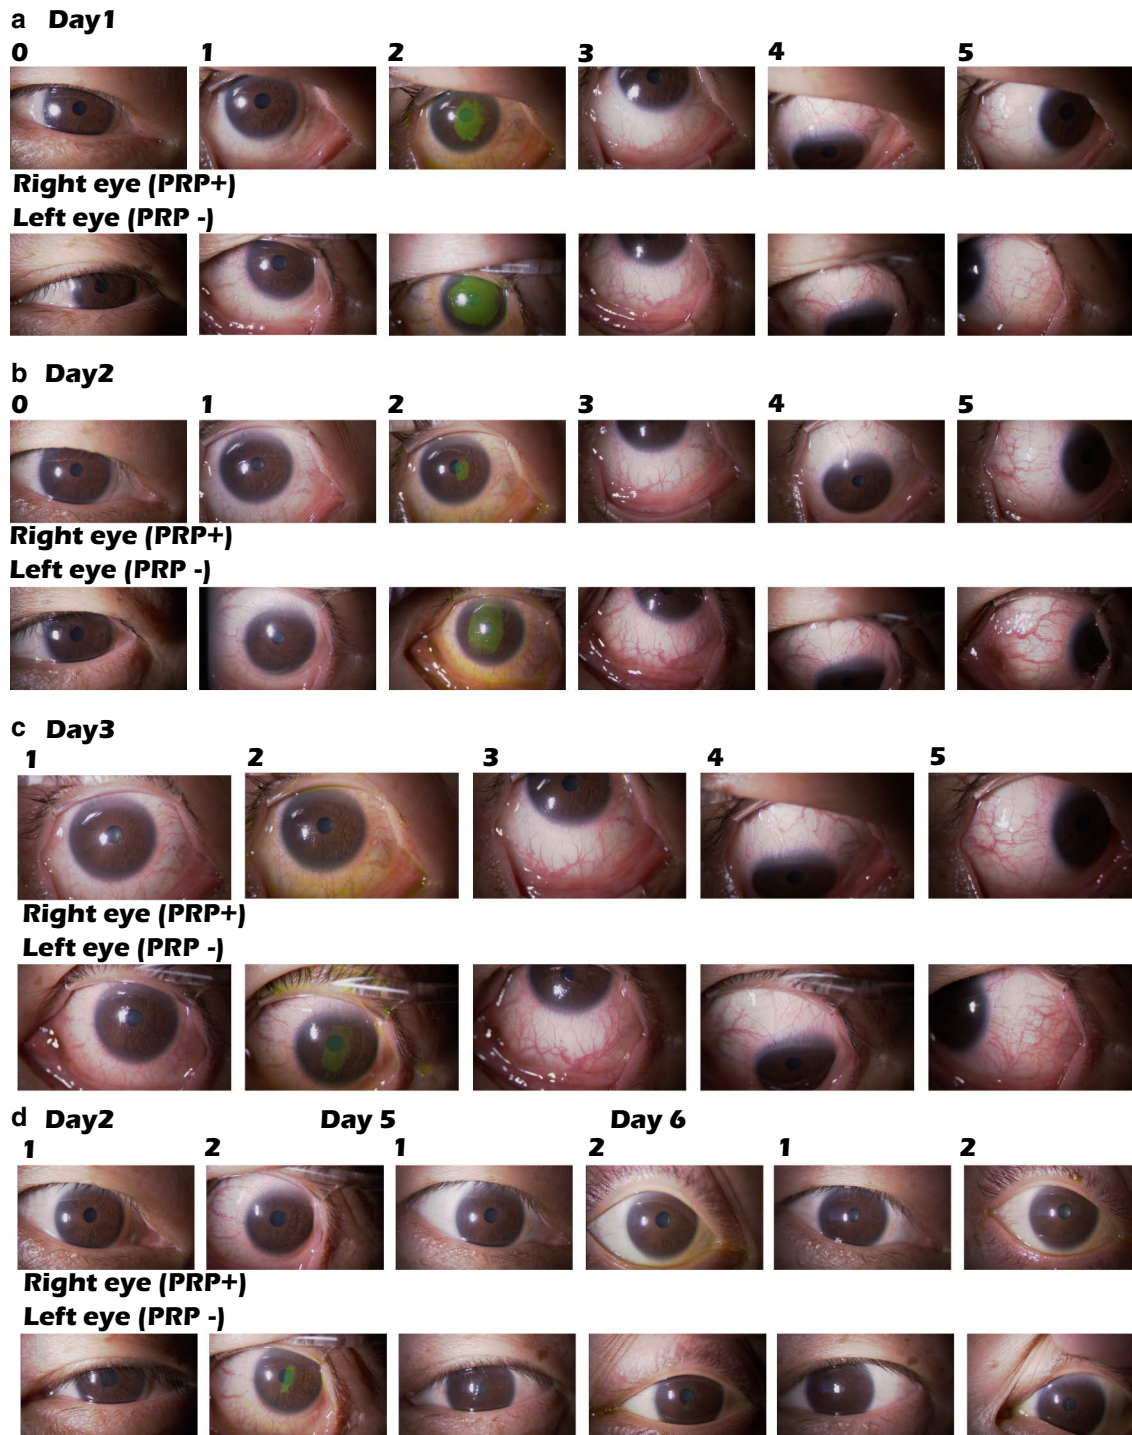 a Day1
0 1 2 3 4 5
Right eye (PRP+)
Left eye (PRP -)
b Day2
0 1 2 3 4 5
Right eye (PRP+)
Left eye (PRP -)
c Day3
1 2 3 4 5
Right eye (PRP+)
Left eye (PRP -)
d Day2 Day 5 Day 6
1 2 1 2 1 2
Right eye (PRP+)
Left eye (PRP -)